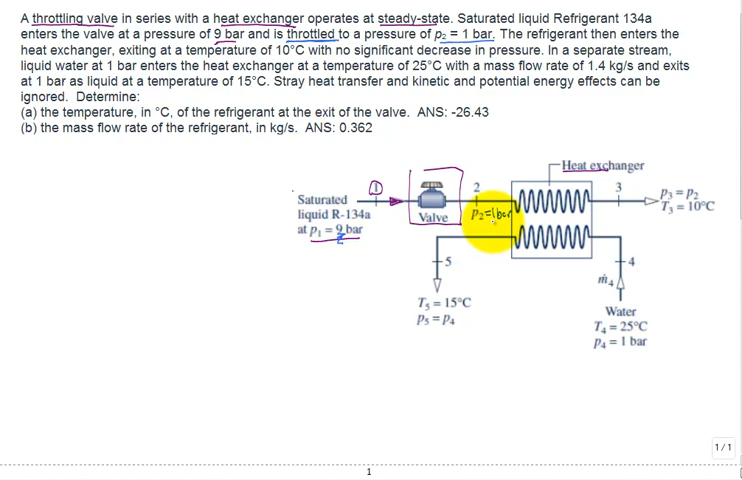 A throttling valve in series with a heat exchanger operates at steady-state. Saturated liquid Refrigerant 134a
enters the valve at a pressure of 9 bar and is throttled to a pressure of p₂ = 1 bar. The refrigerant then enters the
heat exchanger, exiting at a temperature of 10°C with no significant decrease in pressure. In a separate stream,
liquid water at 1 bar enters the heat exchanger at a temperature of 25°C with a mass flow rate of 1.4 kg/s and exits
at 1 bar as liquid at a temperature of 15°C. Stray heat transfer and kinetic and potential energy effects can be
ignored. Determine:
(a) the temperature, in °C, of the refrigerant at the exit of the valve. ANS: -26.43
(b) the mass flow rate of the refrigerant, in kg/s. ANS: 0.362
Heat exchanger
1
2
3
Saturated
liquid R-134a
at p₁ = 9 bar
Valve
P₂=1bar
p₃ = p₂
T₃ = 10°C
5
4
ṁ₄
T₅ = 15°C
p₅ = p₄
Water
T₄ = 25°C
p₄ = 1 bar
1 / 1
1